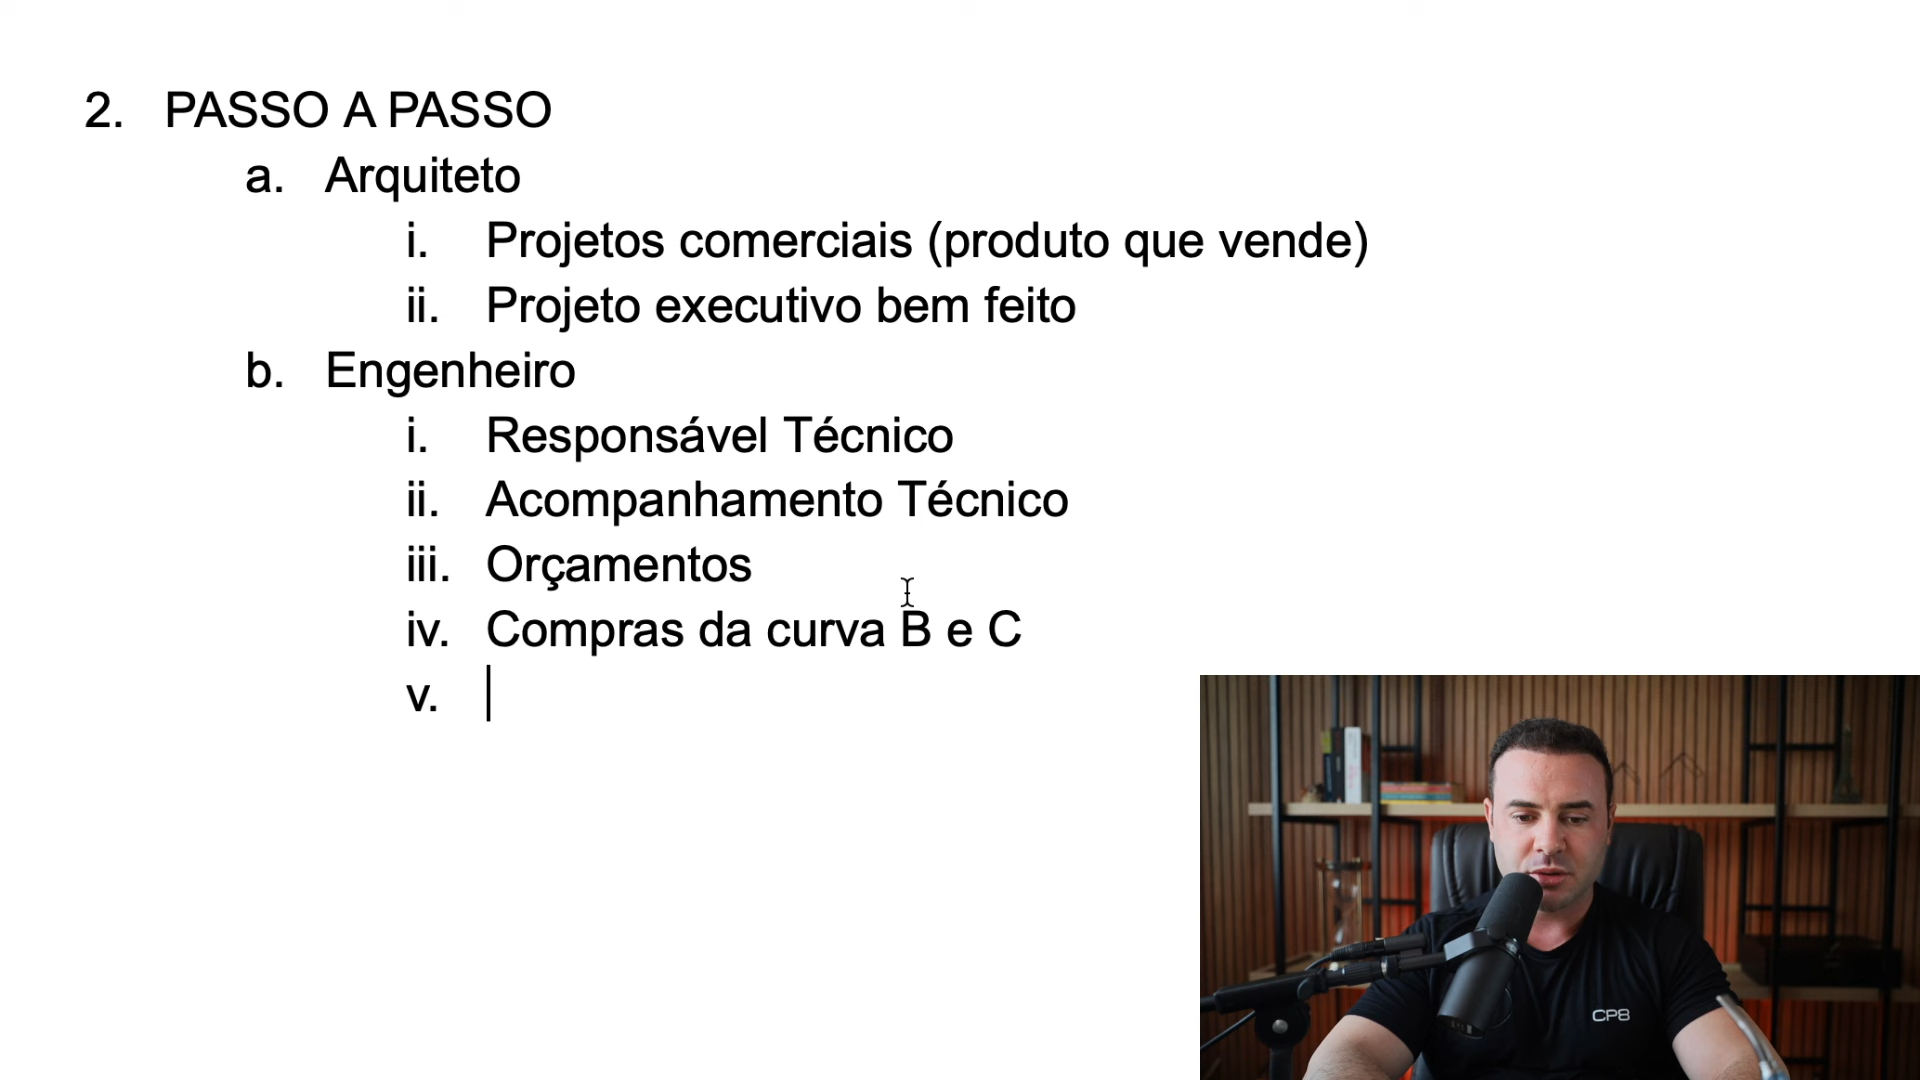 2. PASSO A PASSO
a. Arquiteto
i. Projetos comerciais (produto que vende)
ii. Projeto executivo bem feito
b. Engenheiro
i. Responsável Técnico
ii. Acompanhamento Técnico
iii. Orçamentos
iv. Compras da curva B e C
v.
CP8